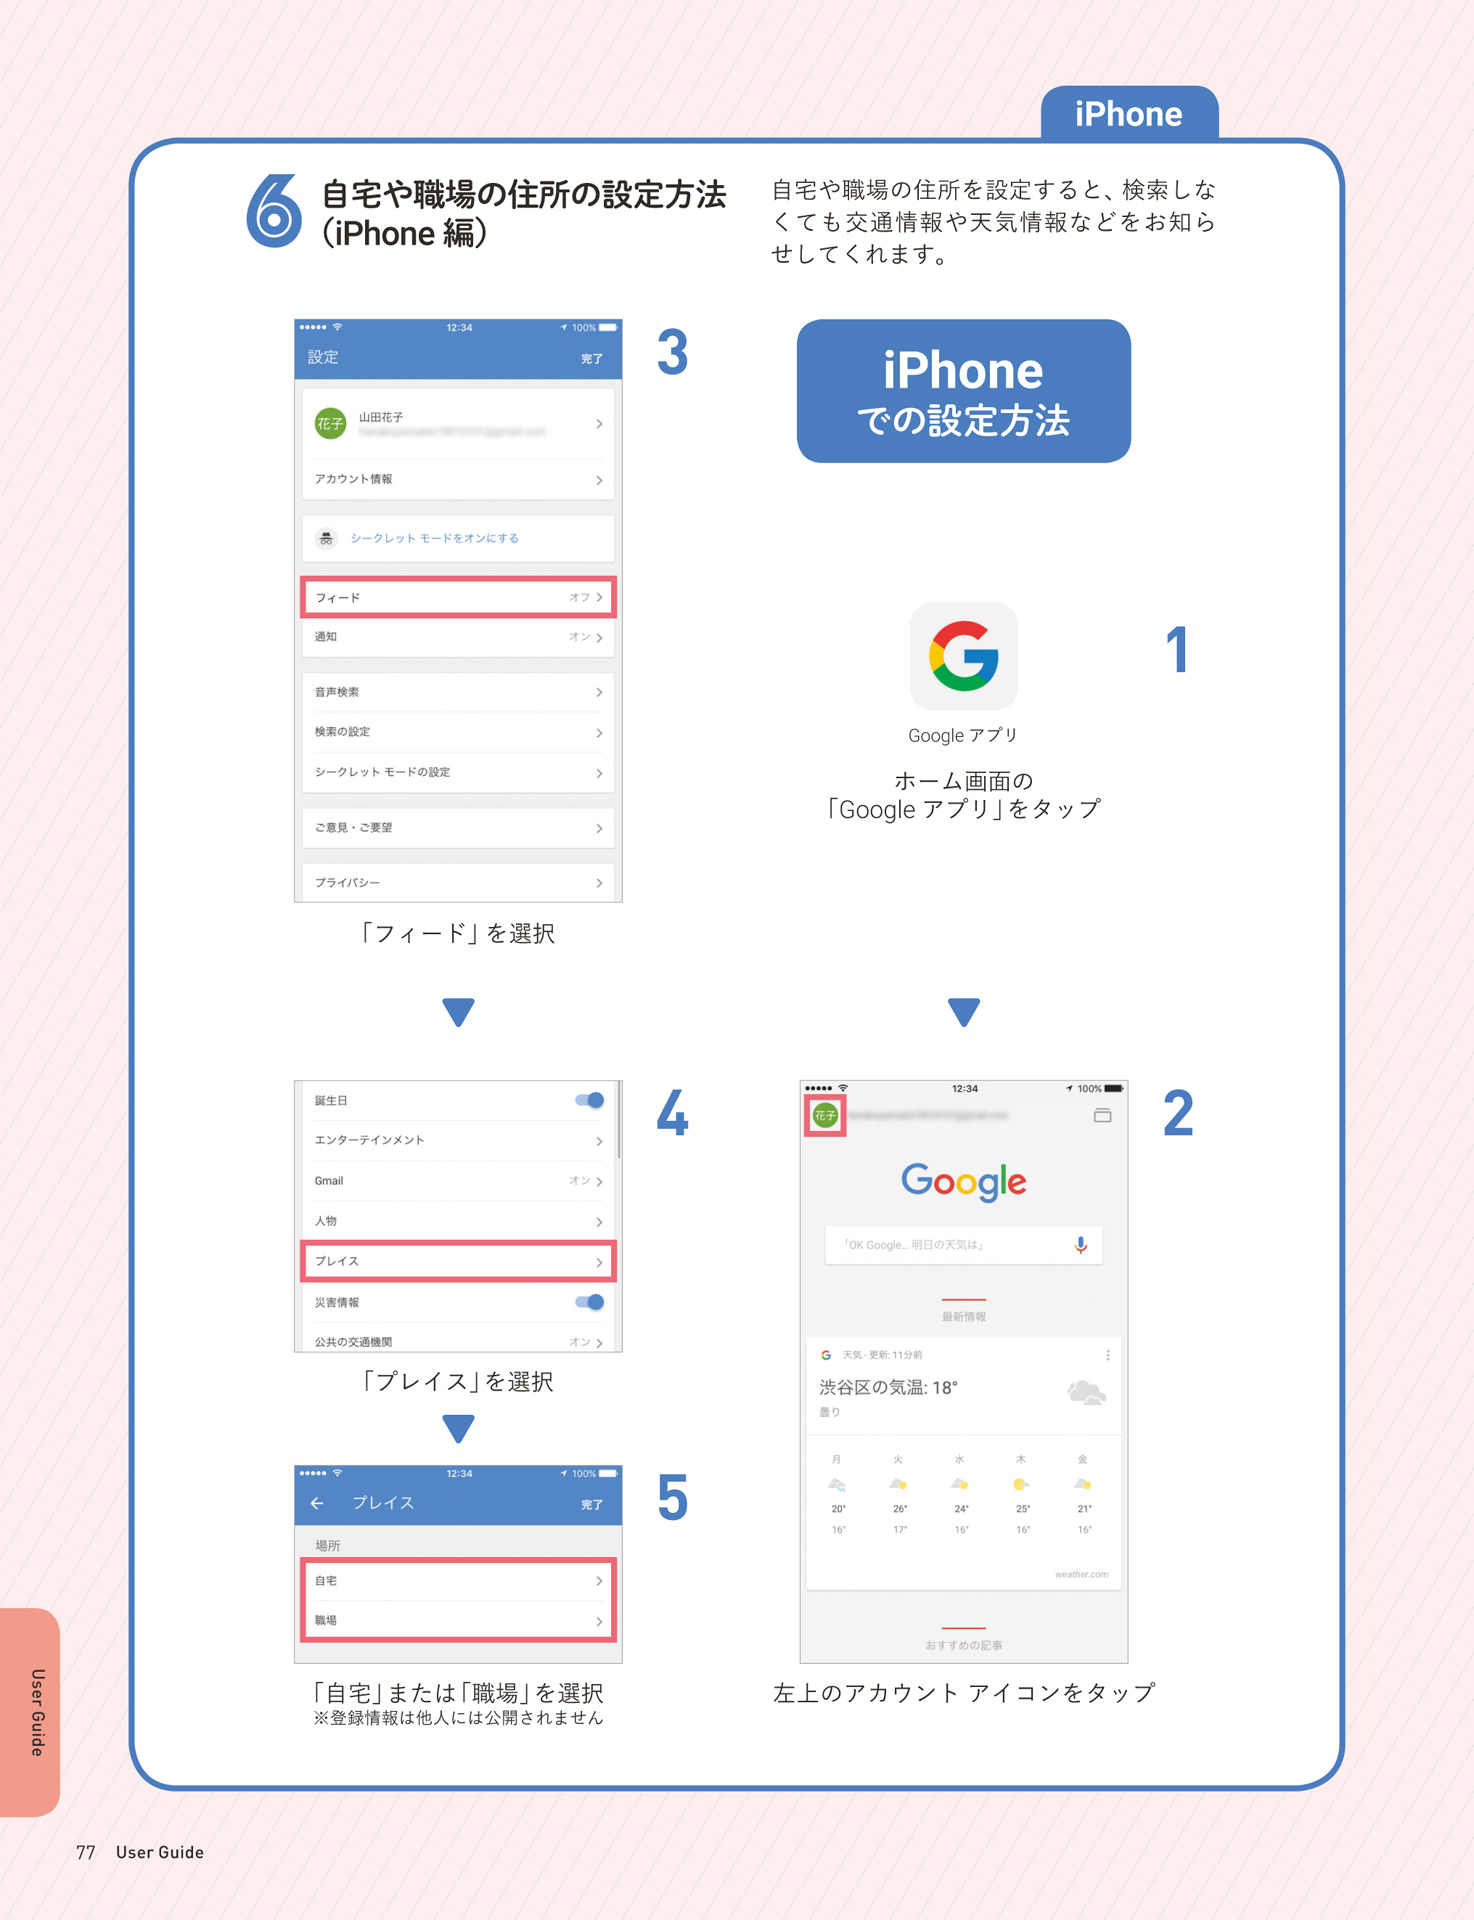 iPhone
6 自宅や職場の住所の設定方法
（iPhone 編）
自宅や職場の住所を設定すると、検索しな
くても交通情報や天気情報などをお知ら
せしてくれます。
iPhone
での設定方法
1
Google アプリ
ホーム画面の
「Google アプリ」をタップ
2
12:34
100%
花子
Google
「OK Google... 明日の天気は」
最新情報
天気 · 更新: 11分前
渋谷区の気温: 18°
曇り
月 火 水 木 金
20° 26° 24° 25° 21°
16° 17° 16° 16° 16°
weather.com
おすすめの記事
左上のアカウント アイコンをタップ
3
12:34
100%
設定
完了
花子
山田花子
アカウント情報
シークレット モードをオンにする
フィード オフ
通知 オン
音声検索
検索の設定
シークレット モードの設定
ご意見・ご要望
プライバシー
「フィード」を選択
4
誕生日
エンターテインメント
Gmail オン
人物
プレイス
災害情報
公共の交通機関 オン
「プレイス」を選択
5
12:34
100%
プレイス
完了
場所
自宅
職場
「自宅」または「職場」を選択
※登録情報は他人には公開されません
User Guide
77 User Guide